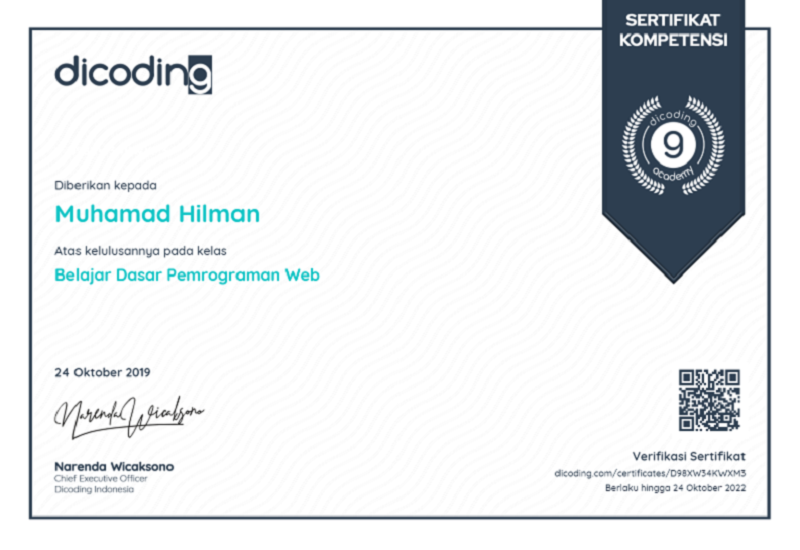 SERTIFIKAT
KOMPETENSI
dicoding
dicoding
9
academy
Diberikan kepada
Muhamad Hilman
Atas kelulusannya pada kelas
Belajar Dasar Pemrograman Web
24 Oktober 2019
Narenda Wicaksono
Narenda Wicaksono
Chief Executive Officer
Dicoding Indonesia
Verifikasi Sertifikat
dicoding.com/certificates/D98XW34KWXM3
Berlaku hingga 24 Oktober 2022